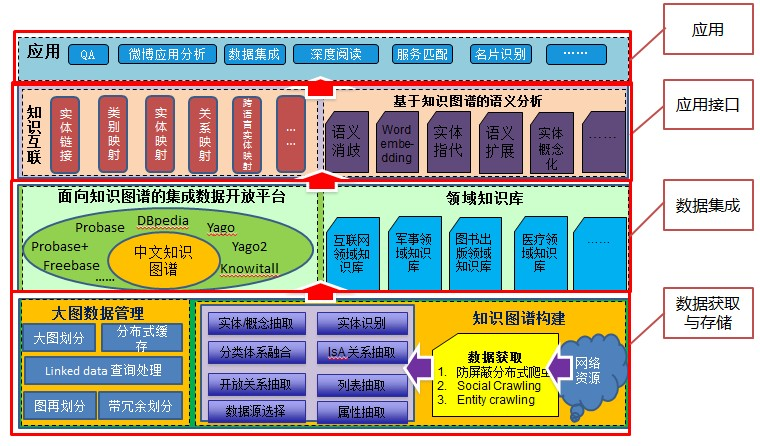 应用
QA
微博应用分析
数据集成
深度阅读
服务匹配
名片识别
……
应用
知识互联
实体链接
类别映射
实体映射
关系映射
跨语言实体映射
……
基于知识图谱的语义分析
语义
消歧
Word
embe-
dding
实体
指代
语义
扩展
实体
概念
化
……
应用接口
面向知识图谱的集成数据开放平台
Probase
DBpedia
Yago
Probase+
Yago2
Freebase
Knowitall
……
中文知识
图谱
领域知识库
互联网
领域知
识库
军事领
域知识
库
图书出
版领域
知识库
医疗领
域知识
库
……
数据集成
大图数据管理
大图划分
分布式缓
存
Linked data 查询处理
图再划分
带冗余划分
实体/概念抽取
实体识别
分类体系融合
IsA 关系抽取
开放关系抽取
列表抽取
数据源选择
属性抽取
知识图谱构建
数据获取
1. 防屏蔽分布式爬虫
2. Social Crawling
3. Entity crawling
网络
资源
数据获取
与存储